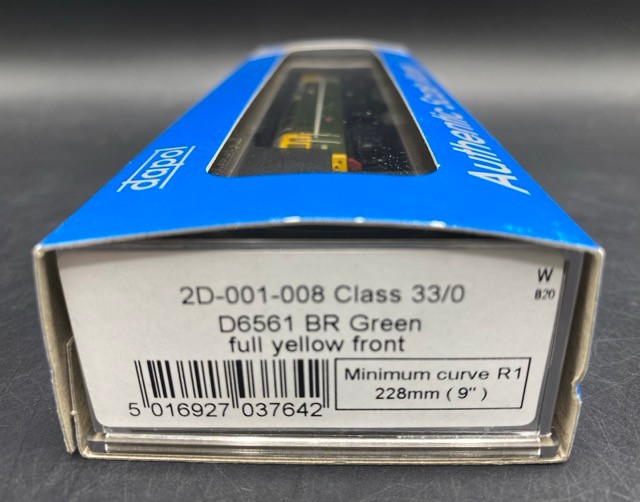 dapol
Authentic
2D-001-008 Class 33/0
W
820
D6561 BR Green
full yellow front
Minimum curve R1
228mm ( 9" )
5 016927 037642